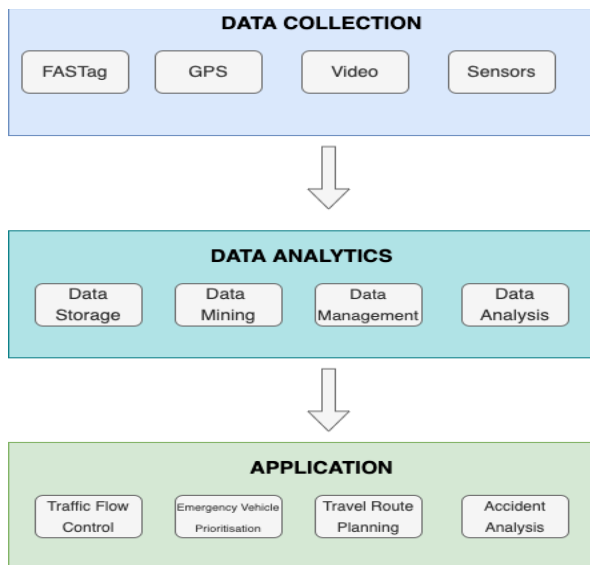 DATA COLLECTION
FASTag
GPS
Video
Sensors
DATA ANALYTICS
Data
Storage
Data
Mining
Data
Management
Data
Analysis
APPLICATION
Traffic Flow
Control
Emergency Vehicle
Prioritisation
Travel Route
Planning
Accident
Analysis